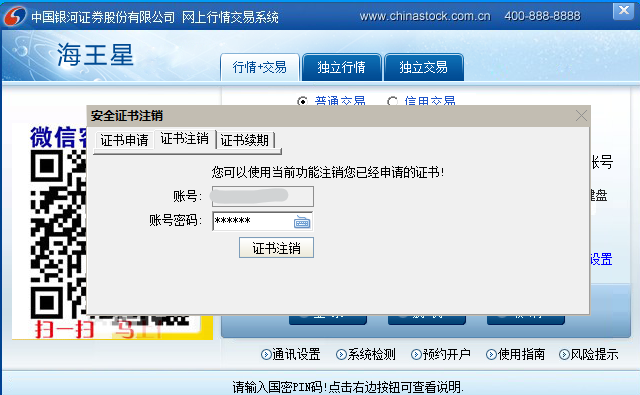 中国银河证券股份有限公司 网上行情交易系统
www.chinastock.com.cn 400-888-8888
海王星
行情+交易 独立行情 独立交易
普通交易 信用交易
安全证书注销
证书申请 证书注销 证书续期
您可以使用当前功能注销您已经申请的证书!
账号:
账号密码: ******
证书注销
微信客
账号
键盘
设置
扫一扫
通讯设置 系统检测 预约开户 使用指南 风险提示
请输入国密PIN码!点击右边按钮可查看说明.